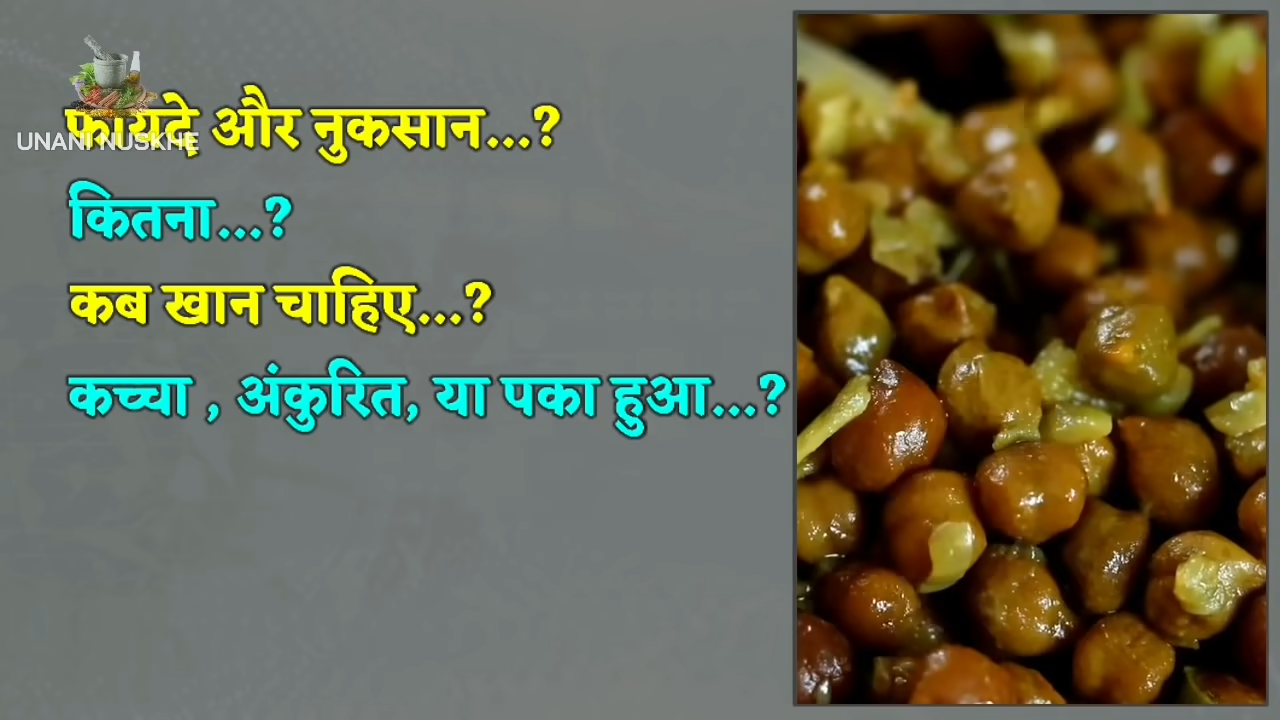 फायदे और नुकसान...?
UNANI NUSKHE
कितना...?
कब खान चाहिए...?
कच्चा , अंकुरित, या पका हुआ...?